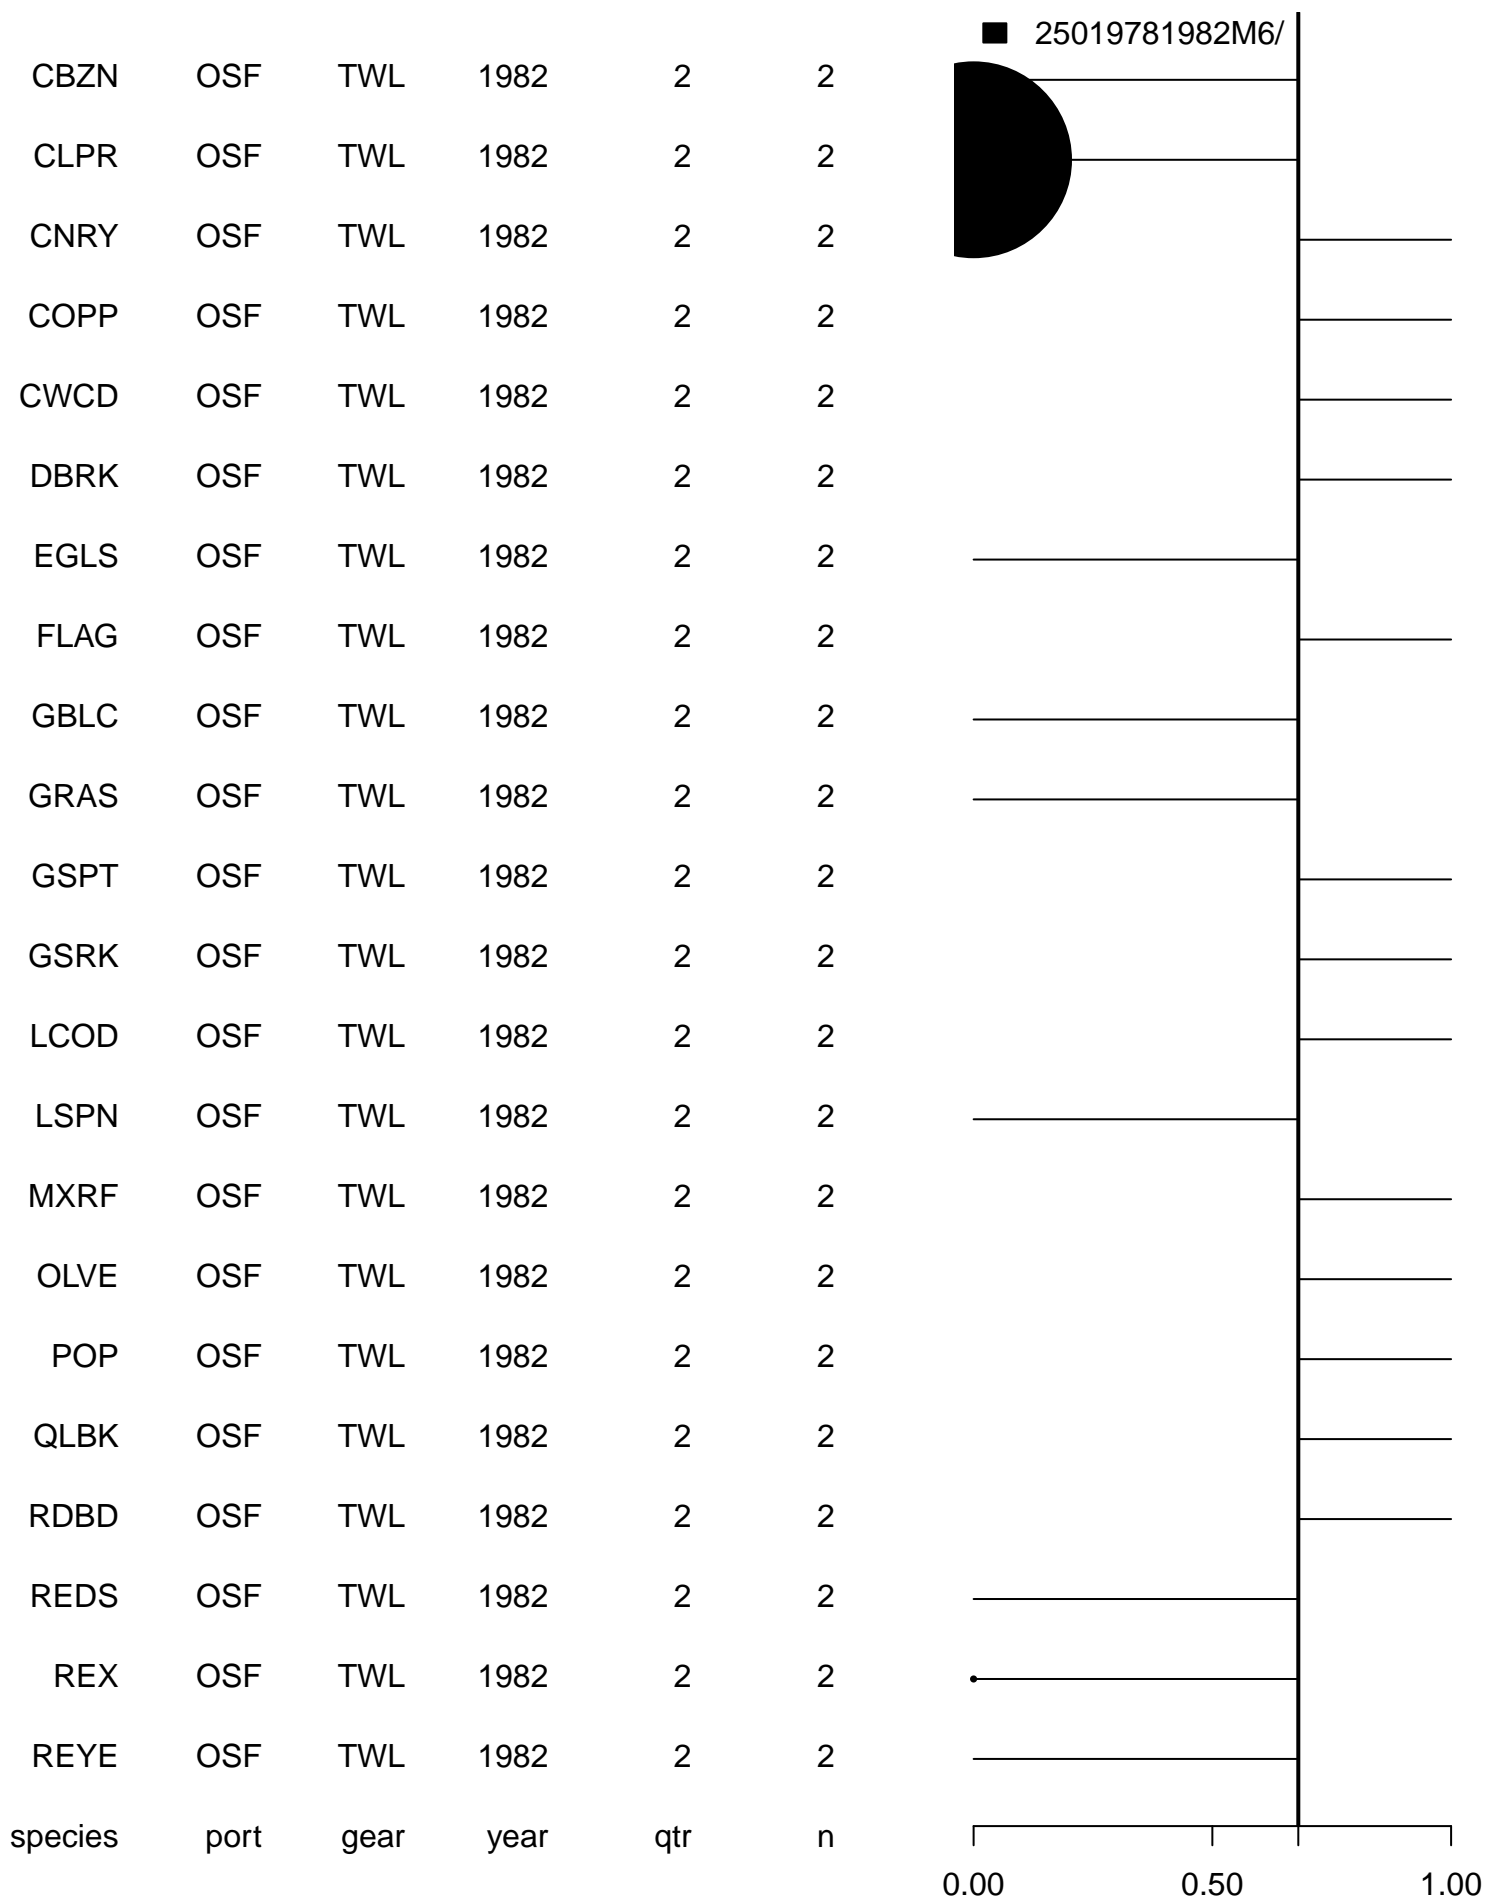 25019781982M6/
CBZN OSF TWL 1982 2 2
CLPR OSF TWL 1982 2 2
CNRY OSF TWL 1982 2 2
COPP OSF TWL 1982 2 2
CWCD OSF TWL 1982 2 2
DBRK OSF TWL 1982 2 2
EGLS OSF TWL 1982 2 2
FLAG OSF TWL 1982 2 2
GBLC OSF TWL 1982 2 2
GRAS OSF TWL 1982 2 2
GSPT OSF TWL 1982 2 2
GSRK OSF TWL 1982 2 2
LCOD OSF TWL 1982 2 2
LSPN OSF TWL 1982 2 2
MXRF OSF TWL 1982 2 2
OLVE OSF TWL 1982 2 2
POP OSF TWL 1982 2 2
QLBK OSF TWL 1982 2 2
RDBD OSF TWL 1982 2 2
REDS OSF TWL 1982 2 2
REX OSF TWL 1982 2 2
REYE OSF TWL 1982 2 2
species port gear year qtr n
0.00 0.50 1.00